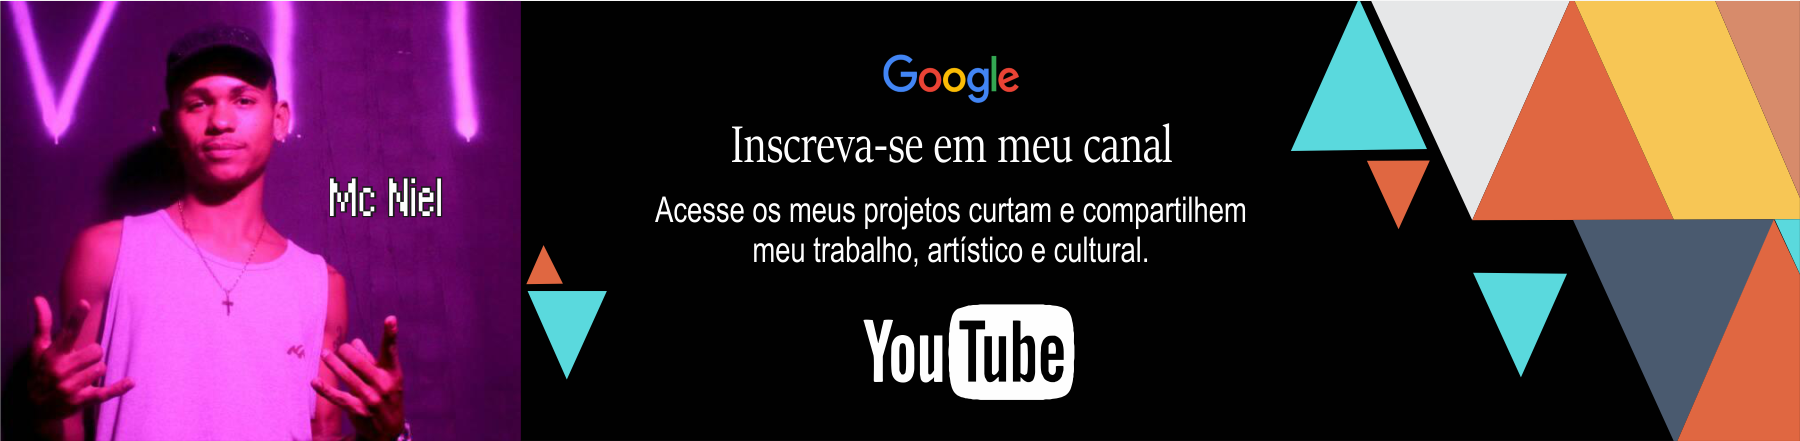 Mc Niel
Google
Inscreva-se em meu canal
Acesse os meus projetos curtam e compartilhem
meu trabalho, artístico e cultural.
YouTube